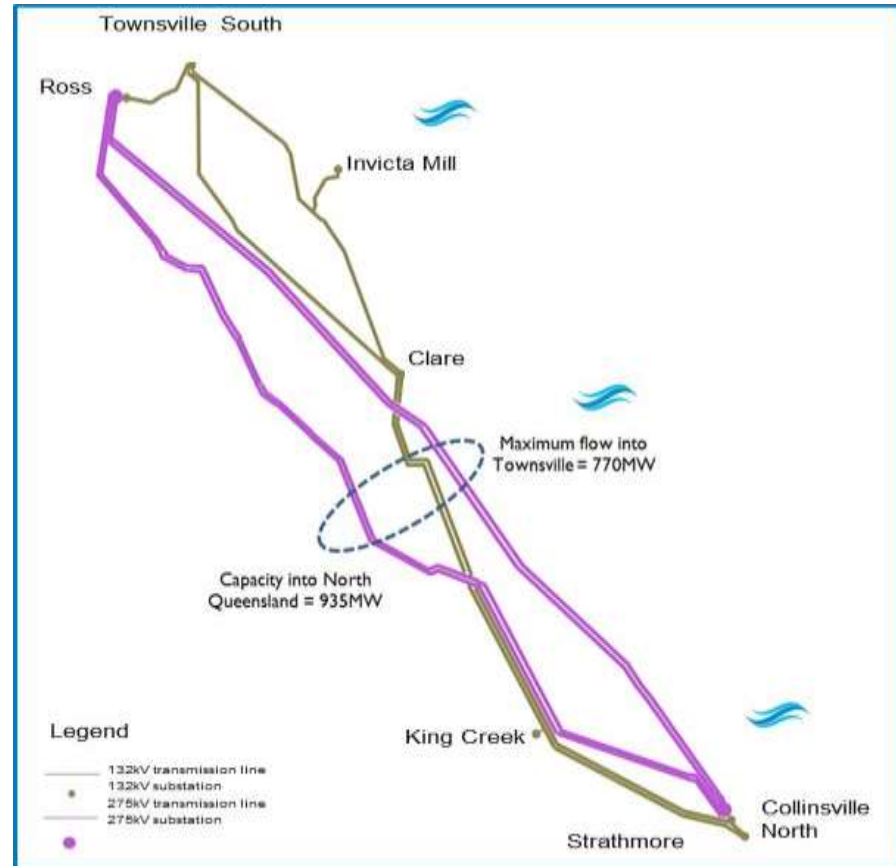 Townsville South
Ross
Invicta Mill
Clare
Maximum flow into
Townsville = 770MW
Capacity into North
Queensland = 935MW
King Creek
Collinsville
North
Strathmore
Legend
132kV transmission line
132kV substation
275kV transmission line
275kV substation